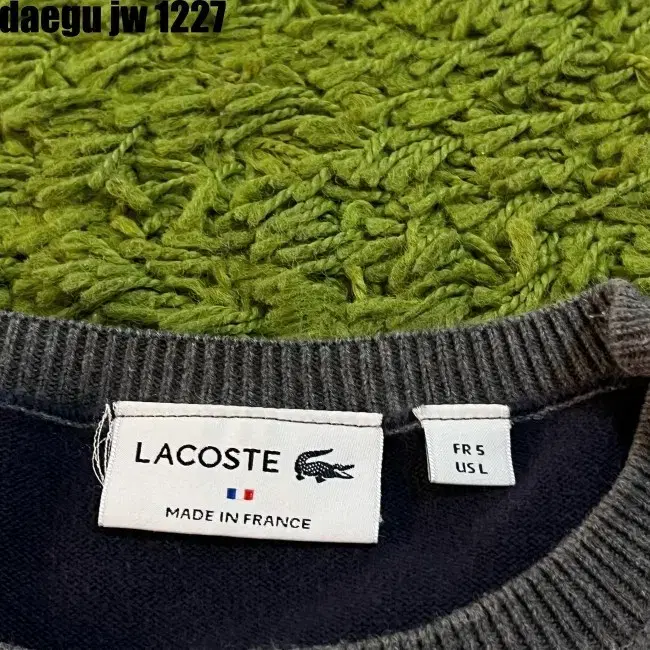 daegu jw 1227
LACOSTE
MADE IN FRANCE
FR 5
US L